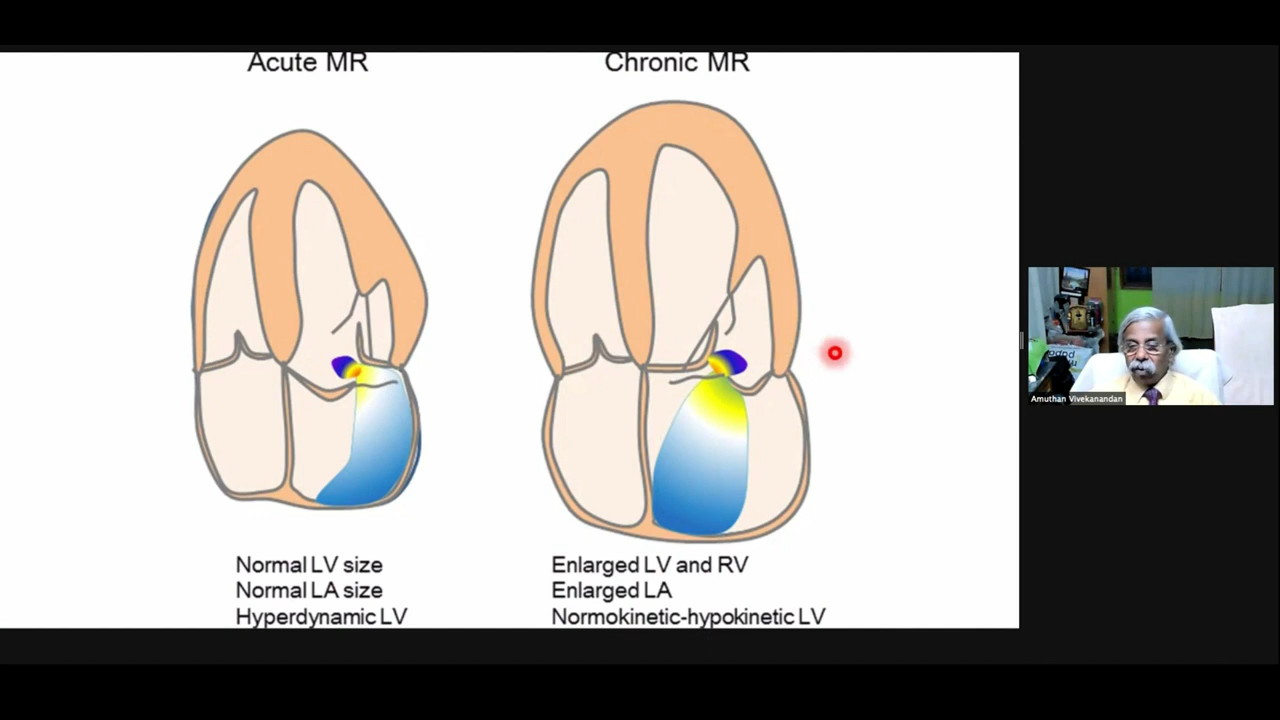 Acute MR
Chronic MR
Normal LV size
Normal LA size
Hyperdynamic LV
Enlarged LV and RV
Enlarged LA
Normokinetic-hypokinetic LV
Amuthan Vivekanandan